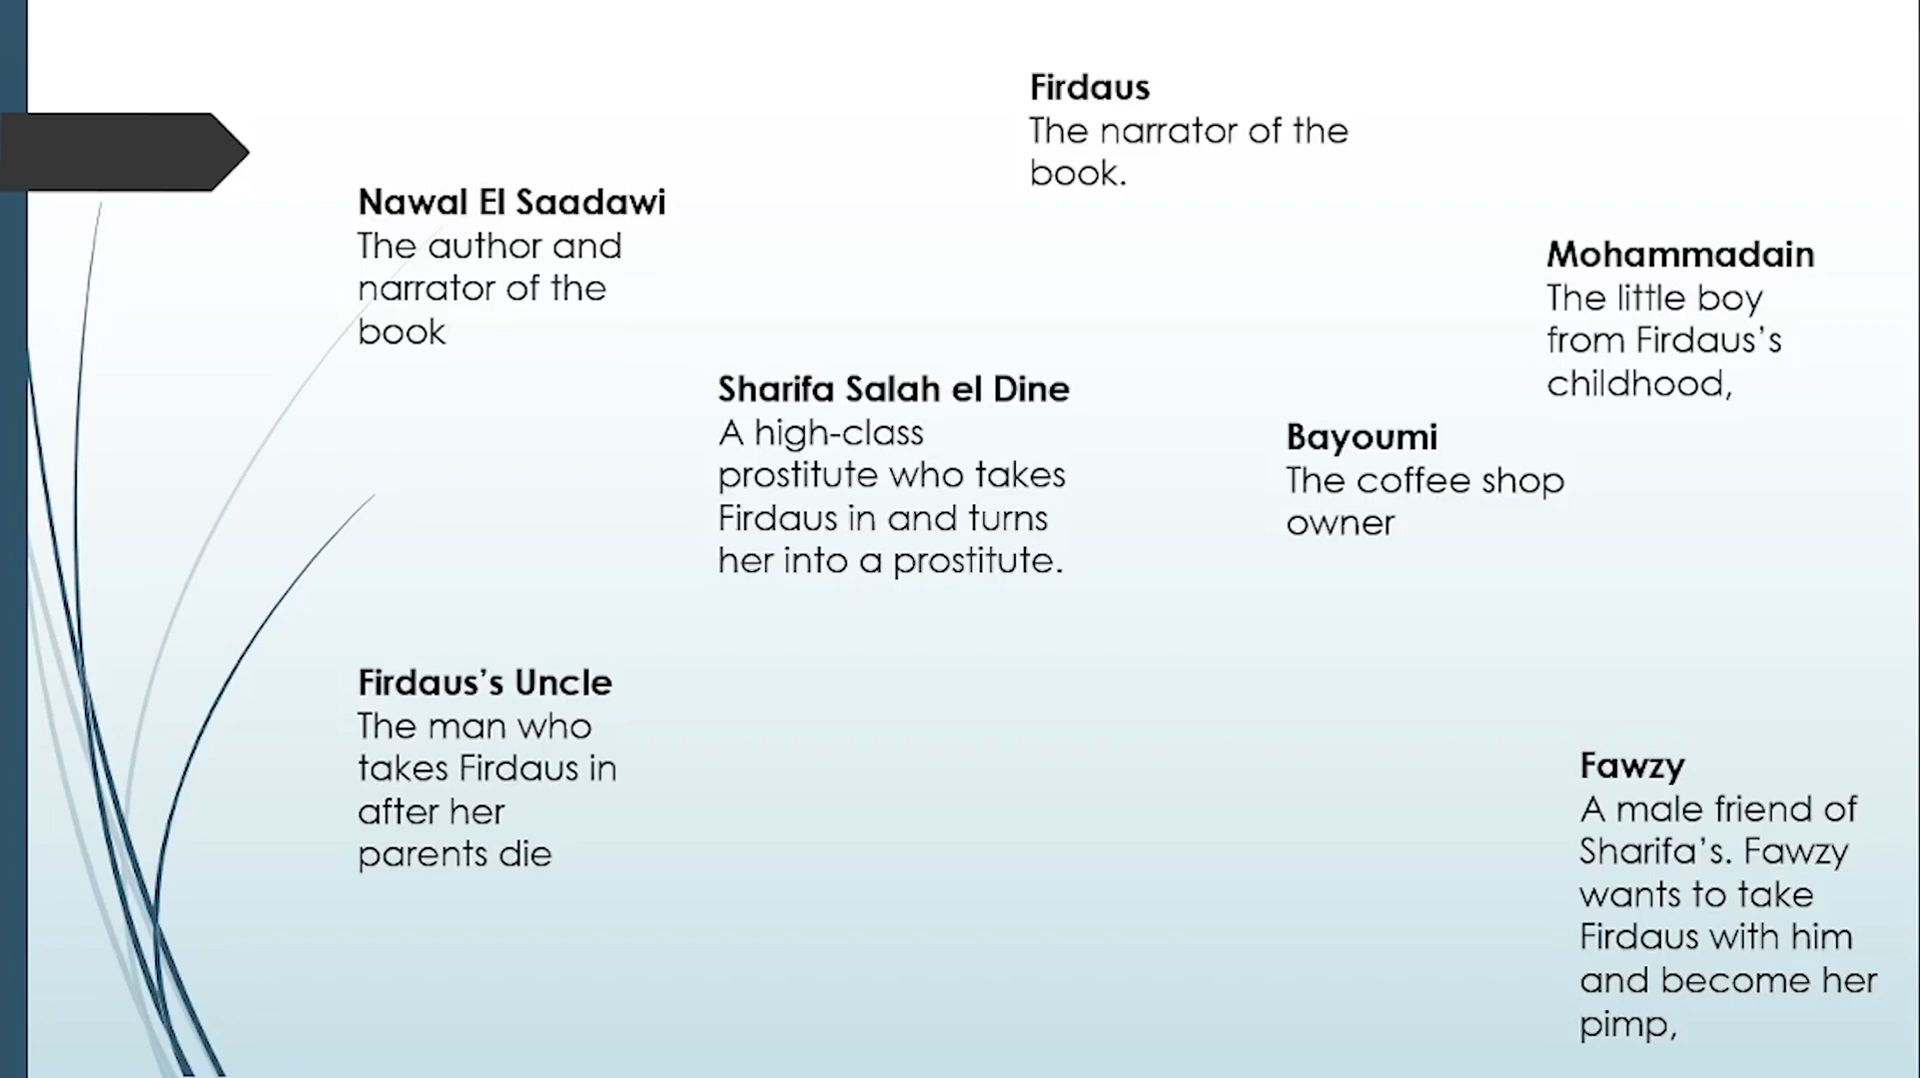 Firdaus
The narrator of the
book.
Nawal El Saadawi
The author and
narrator of the
book
Mohammadain
The little boy
from Firdaus's
childhood,
Sharifa Salah el Dine
A high-class
prostitute who takes
Firdaus in and turns
her into a prostitute.
Bayoumi
The coffee shop
owner
Firdaus's Uncle
The man who
takes Firdaus in
after her
parents die
Fawzy
A male friend of
Sharifa's. Fawzy
wants to take
Firdaus with him
and become her
pimp,